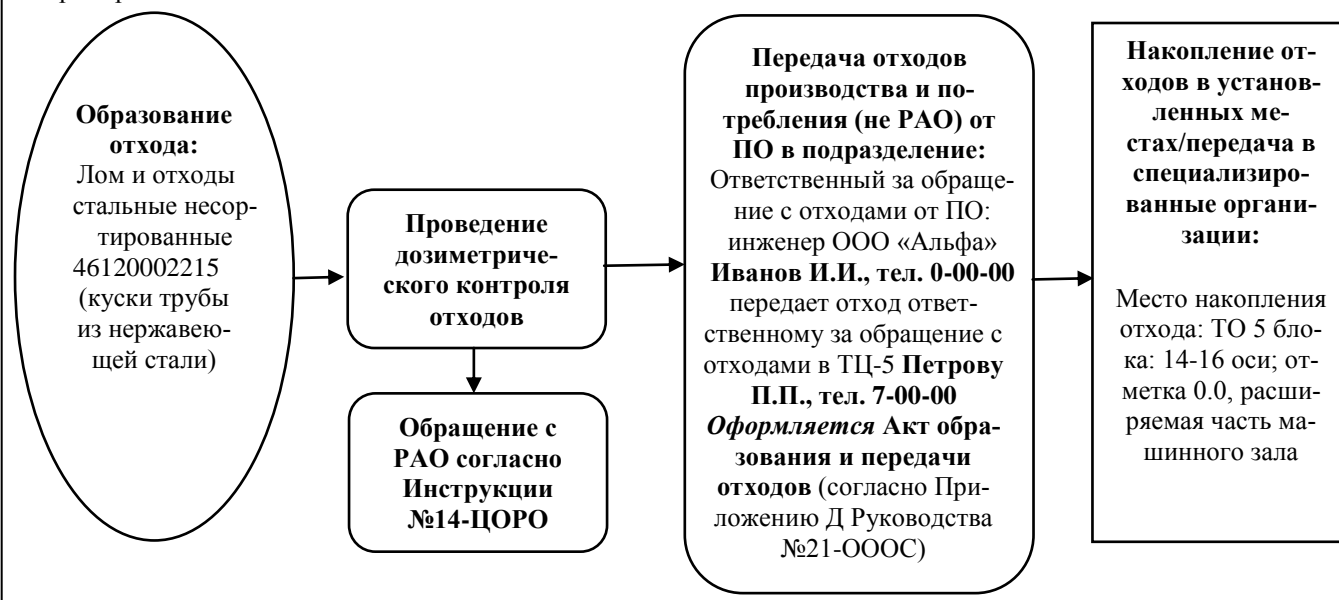 Образование
отхода:
Лом и отходы
стальные несор-
тированные
46120002215
(куски трубы
из нержавею-
щей стали)
Проведение
дозиметриче-
ского контроля
отходов
Обращение с
РАО согласно
Инструкции
№14-ЦОРО
Передача отходов
производства и по-
требления (не РАО) от
ПО в подразделение:
Ответственный за обраще-
ние с отходами от ПО:
инженер ООО «Альфа»
Иванов И.И., тел. 0-00-00
передает отход ответ-
ственному за обращение с
отходами в ТЦ-5 Петрову
П.П., тел. 7-00-00
Оформляется Акт обра-
зования и передачи
отходов (согласно При-
ложению Д Руководства
№21-ОООС)
Накопление от-
ходов в установ-
ленных ме-
стах/передача в
специализиро-
ванные органи-
зации:
Место накопления
отхода: ТО 5 бло-
ка: 14-16 оси; от-
метка 0.0, расши-
ряемая часть ма-
шинного зала